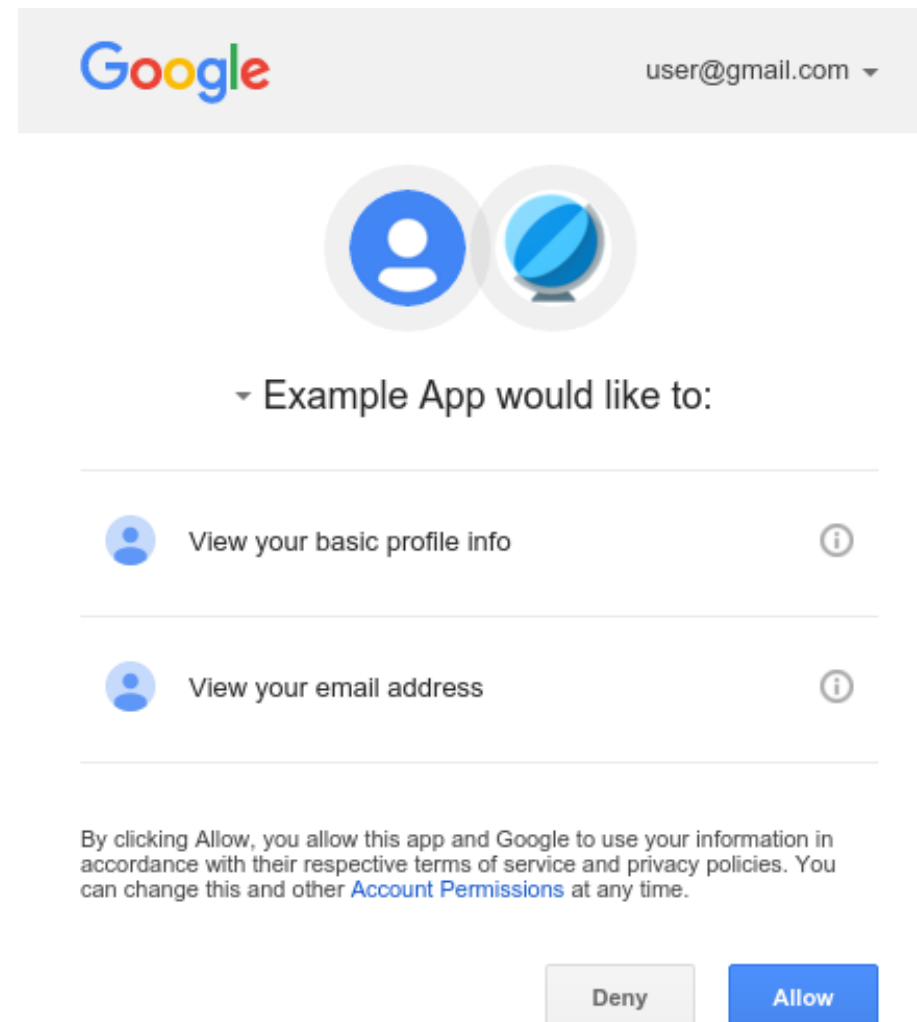 Google
user@gmail.com
Example App would like to:
View your basic profile info
View your email address
By clicking Allow, you allow this app and Google to use your information in
accordance with their respective terms of service and privacy policies. You
can change this and other Account Permissions at any time.
Deny
Allow